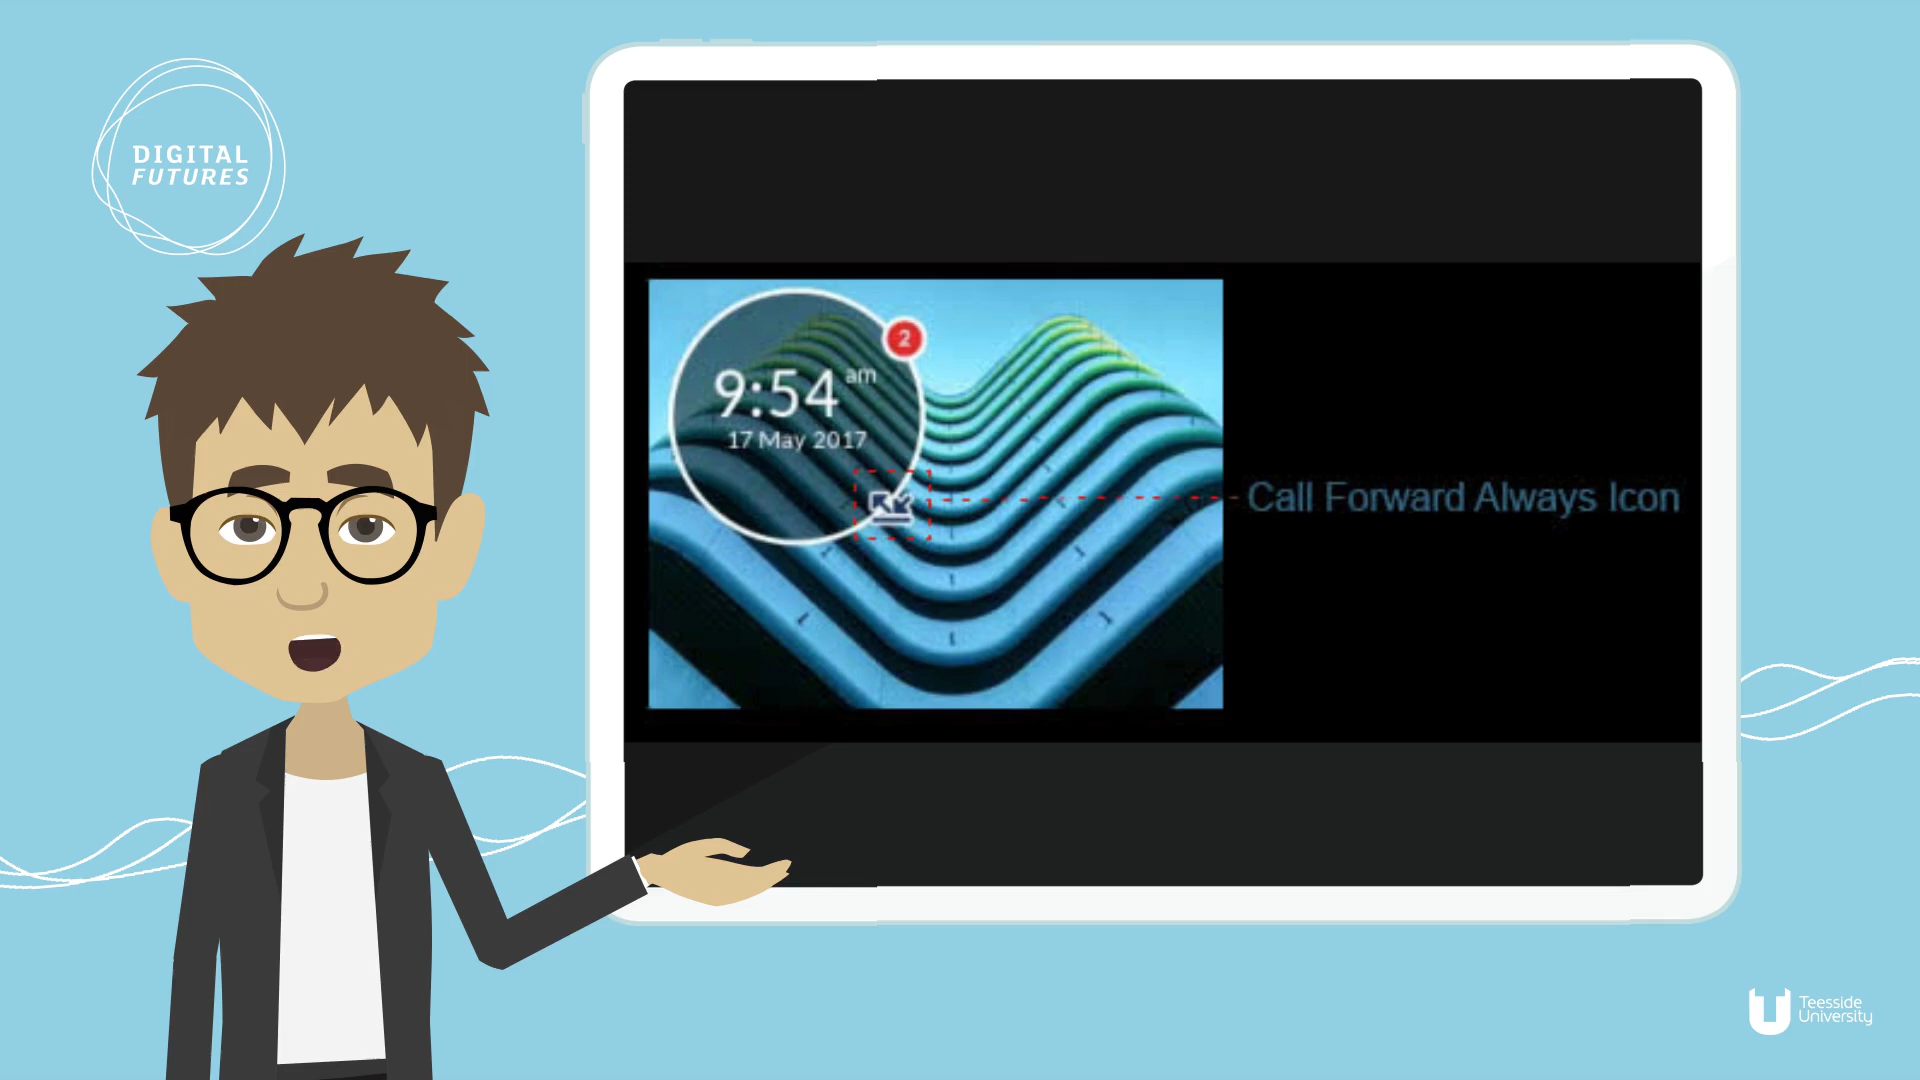 DIGITAL
FUTURES
2
9:54 am
17 May 2017
Call Forward Always Icon
Teesside
University